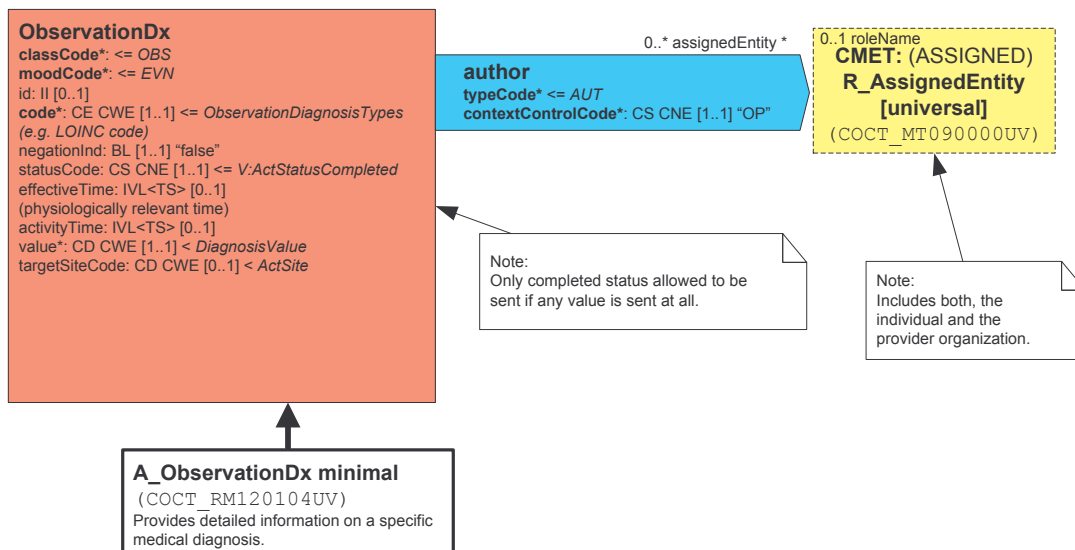 ObservationDx
classCode*: <= OBS
moodCode*: <= EVN
id: II [0..1]
code*: CE CWE [1..1] <= ObservationDiagnosisTypes
(e.g. LOINC code)
negationInd: BL [1..1] “false”
statusCode: CS CNE [1..1] <= V:ActStatusCompleted
effectiveTime: IVL<TS> [0..1]
(physiologically relevant time)
activityTime: IVL<TS> [0..1]
value*: CD CWE [1..1] < DiagnosisValue
targetSiteCode: CD CWE [0..1] < ActSite
0..* assignedEntity *
author
typeCode* <= AUT
contextControlCode*: CS CNE [1..1] “OP”
0..1 roleName
CMET: (ASSIGNED)
R_AssignedEntity
[universal]
(COCT_MT090000UV)
Note:
Only completed status allowed to be
sent if any value is sent at all.
Note:
Includes both, the
individual and the
provider organization.
A_ObservationDx minimal
(COCT_RM120104UV)
Provides detailed information on a specific
medical diagnosis.